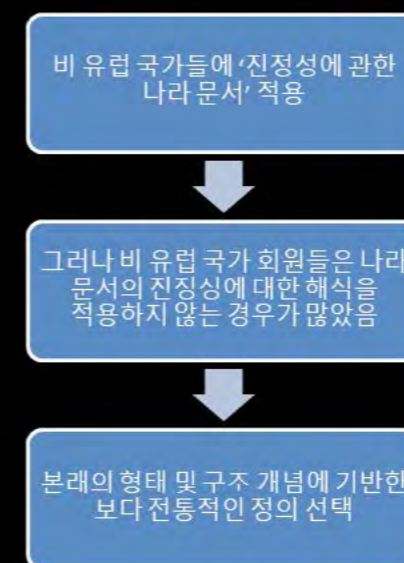 비 유럽 국가들에 ‘진정성에 관한
나라 문서’ 적용
그러나 비 유럽 국가 회원들은 나라
문서의 진정성에 대한 해석을
적용하지 않는 경우가 많았음
본래의 형태 및 구조 개념에 기반한
보다 전통적인 정의 선택